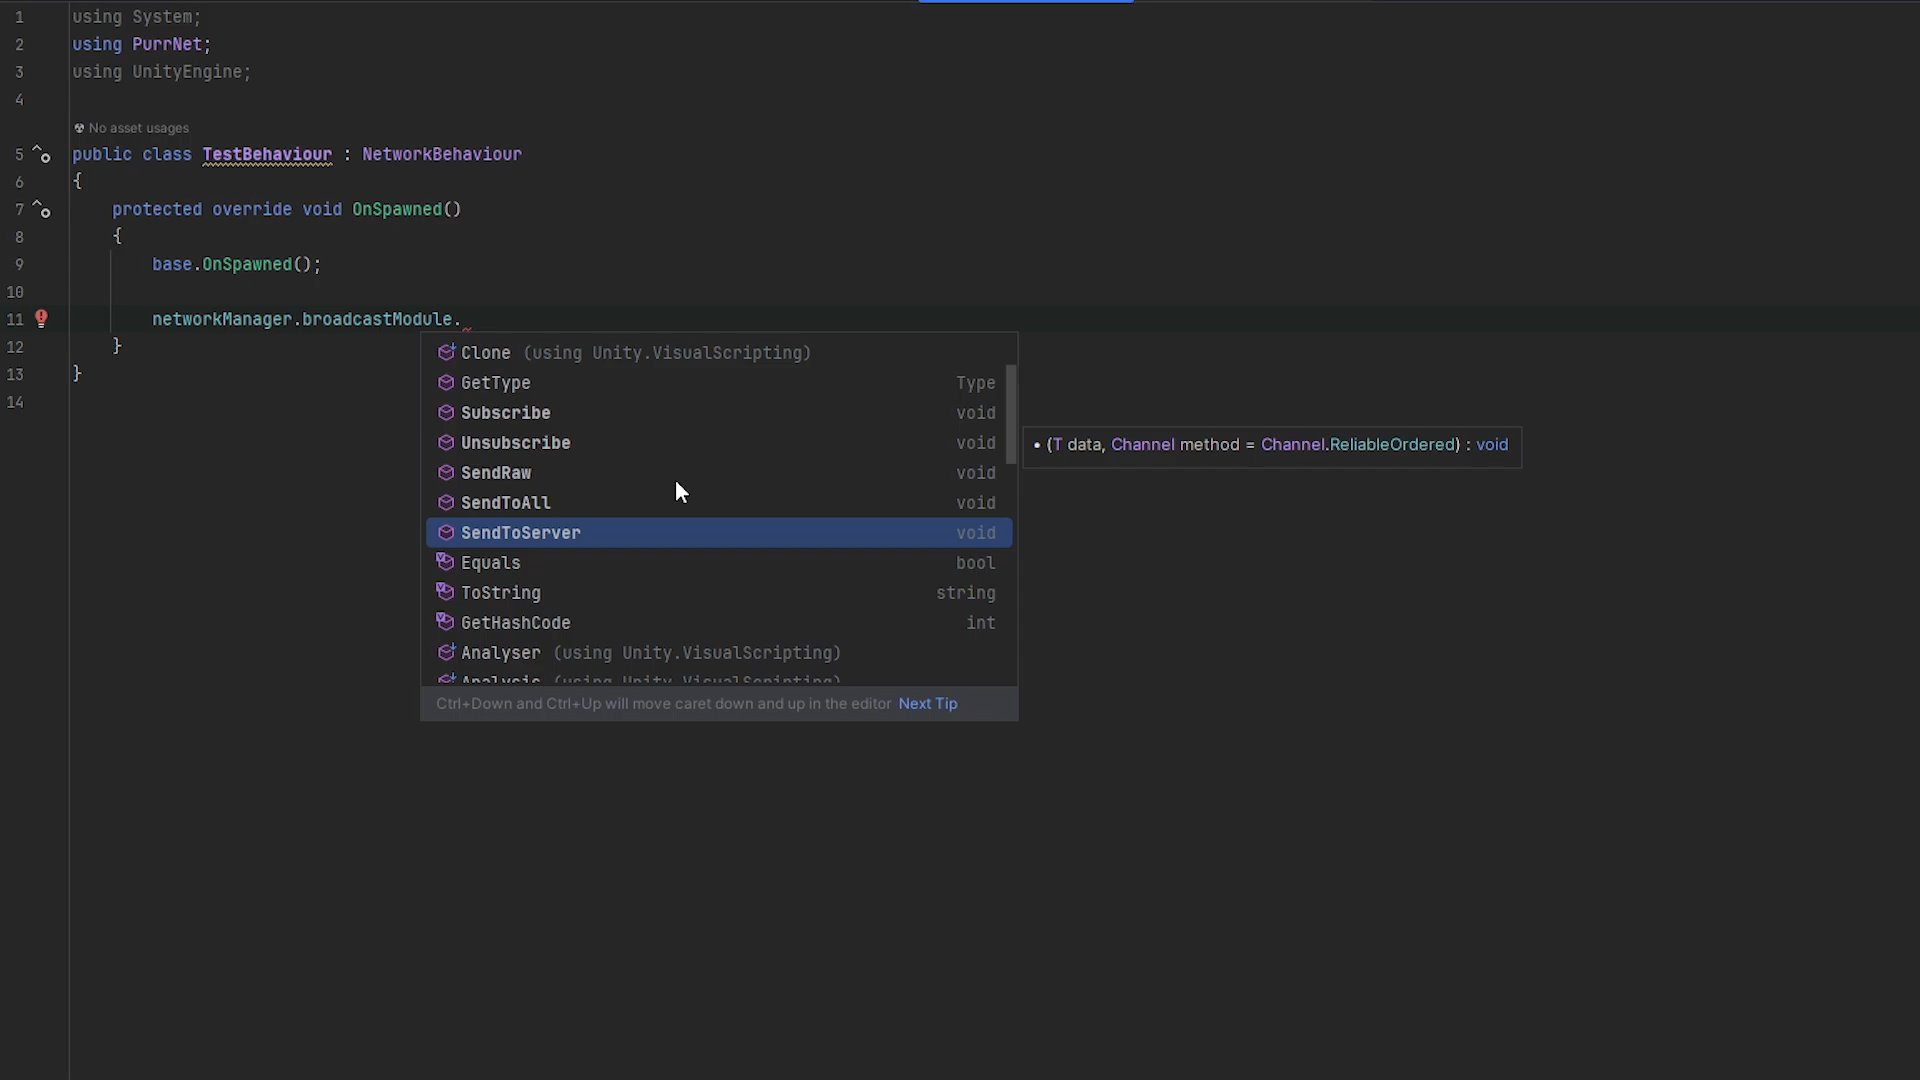 1 using System;
2 using PurrNet;
3 using UnityEngine;
4
No asset usages
5 public class TestBehaviour : NetworkBehaviour
6 {
7 protected override void OnSpawned()
8 {
9 base.OnSpawned();
10
11 networkManager.broadcastModule.
12 }
13 }
14
Clone (using Unity.VisualScripting)
GetType Type
Subscribe void
Unsubscribe void
SendRaw void
SendToAll void
SendToServer void
Equals bool
ToString string
GetHashCode int
Analyser (using Unity.VisualScripting)
Analysis (using Unity.VisualScripting)
Ctrl+Down and Ctrl+Up will move caret down and up in the editor Next Tip
• (T data, Channel method = Channel.ReliableOrdered) : void